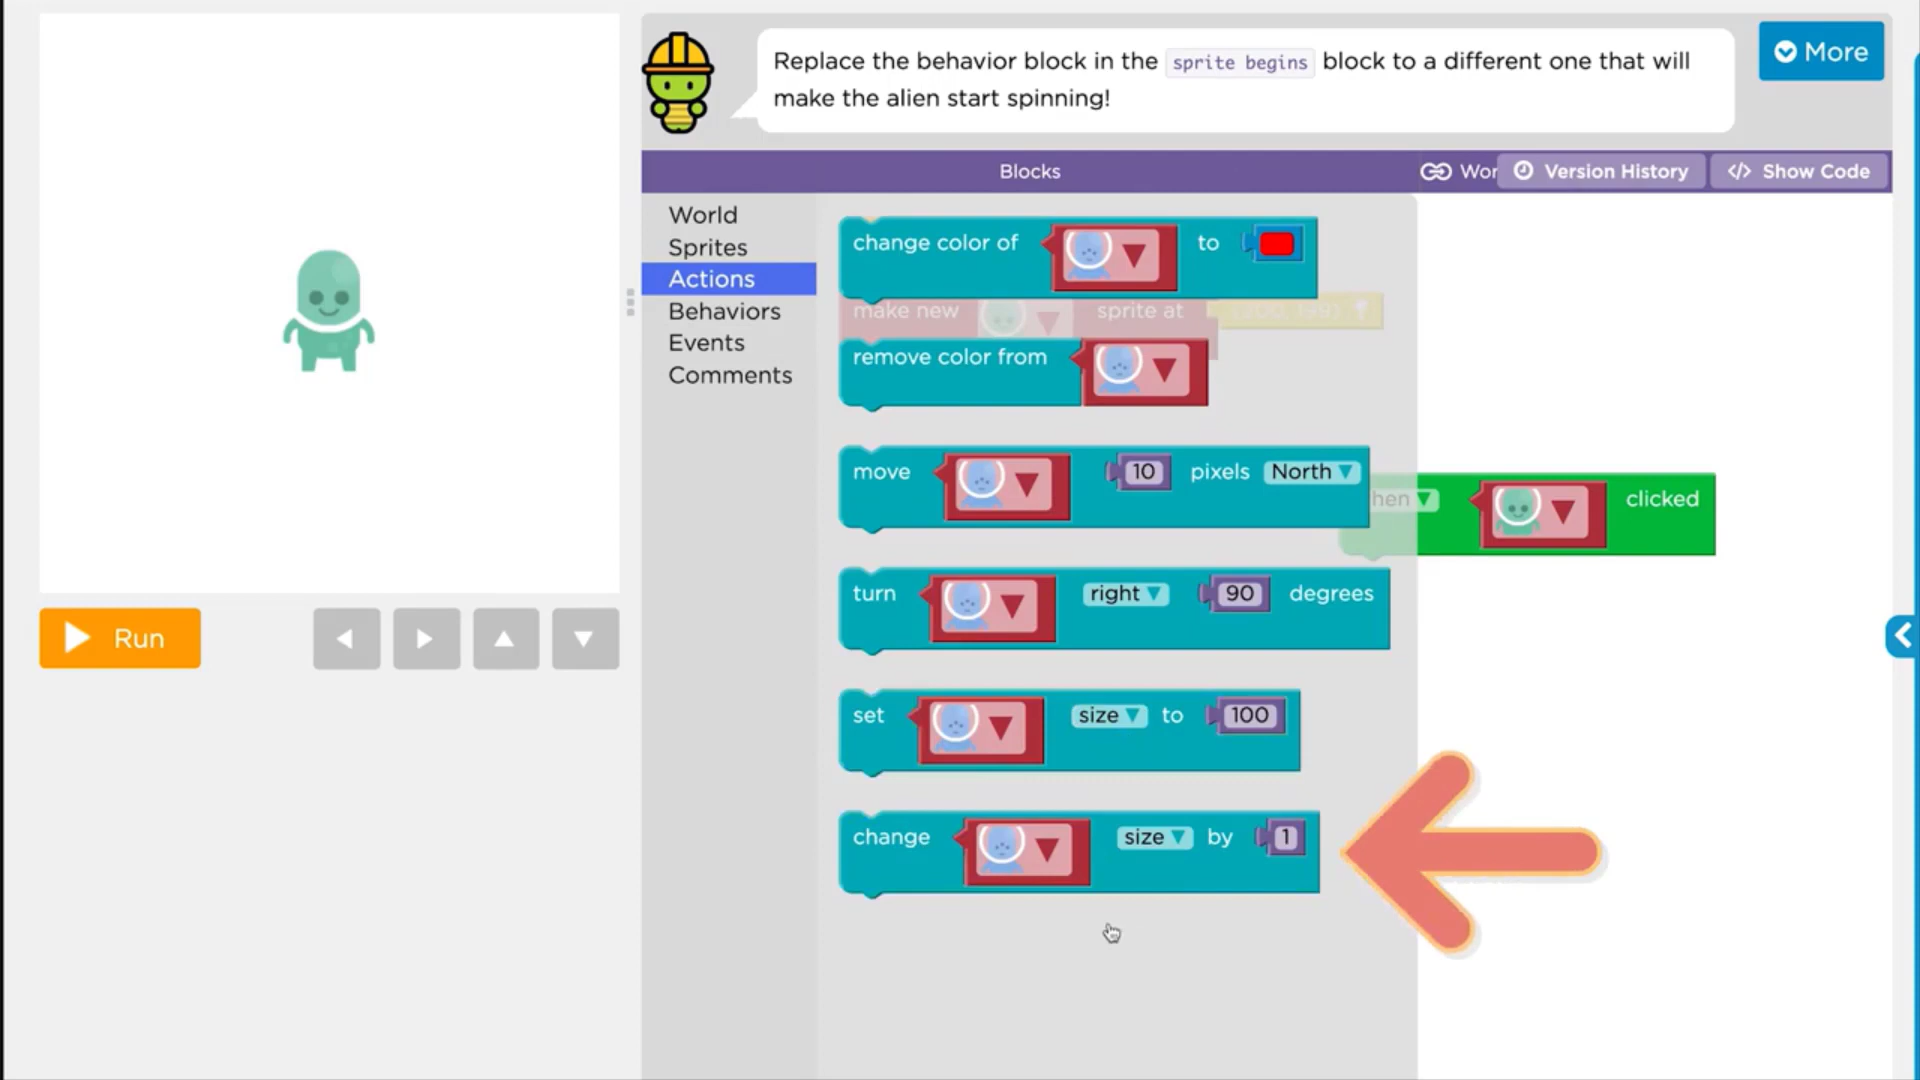 Replace the behavior block in the sprite begins block to a different one that will
make the alien start spinning!
More
Blocks
Wor
Version History
</> Show Code
World
Sprites
Actions
Behaviors
Events
Comments
change color of to
make new sprite at
remove color from
move 10 pixels North
hen clicked
turn right 90 degrees
set size to 100
change size by 1
Run